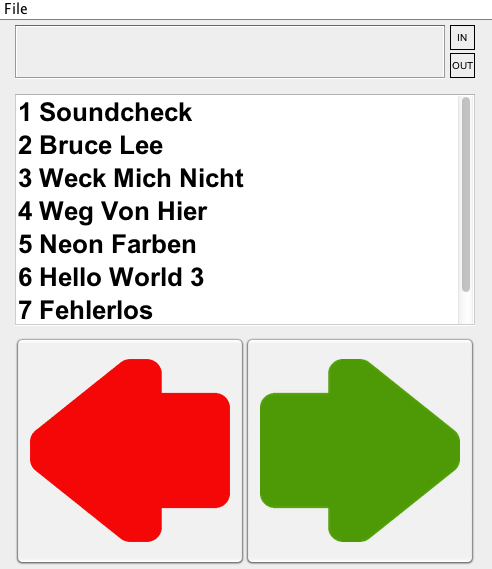 File
IN
OUT
1 Soundcheck
2 Bruce Lee
3 Weck Mich Nicht
4 Weg Von Hier
5 Neon Farben
6 Hello World 3
7 Fehlerlos